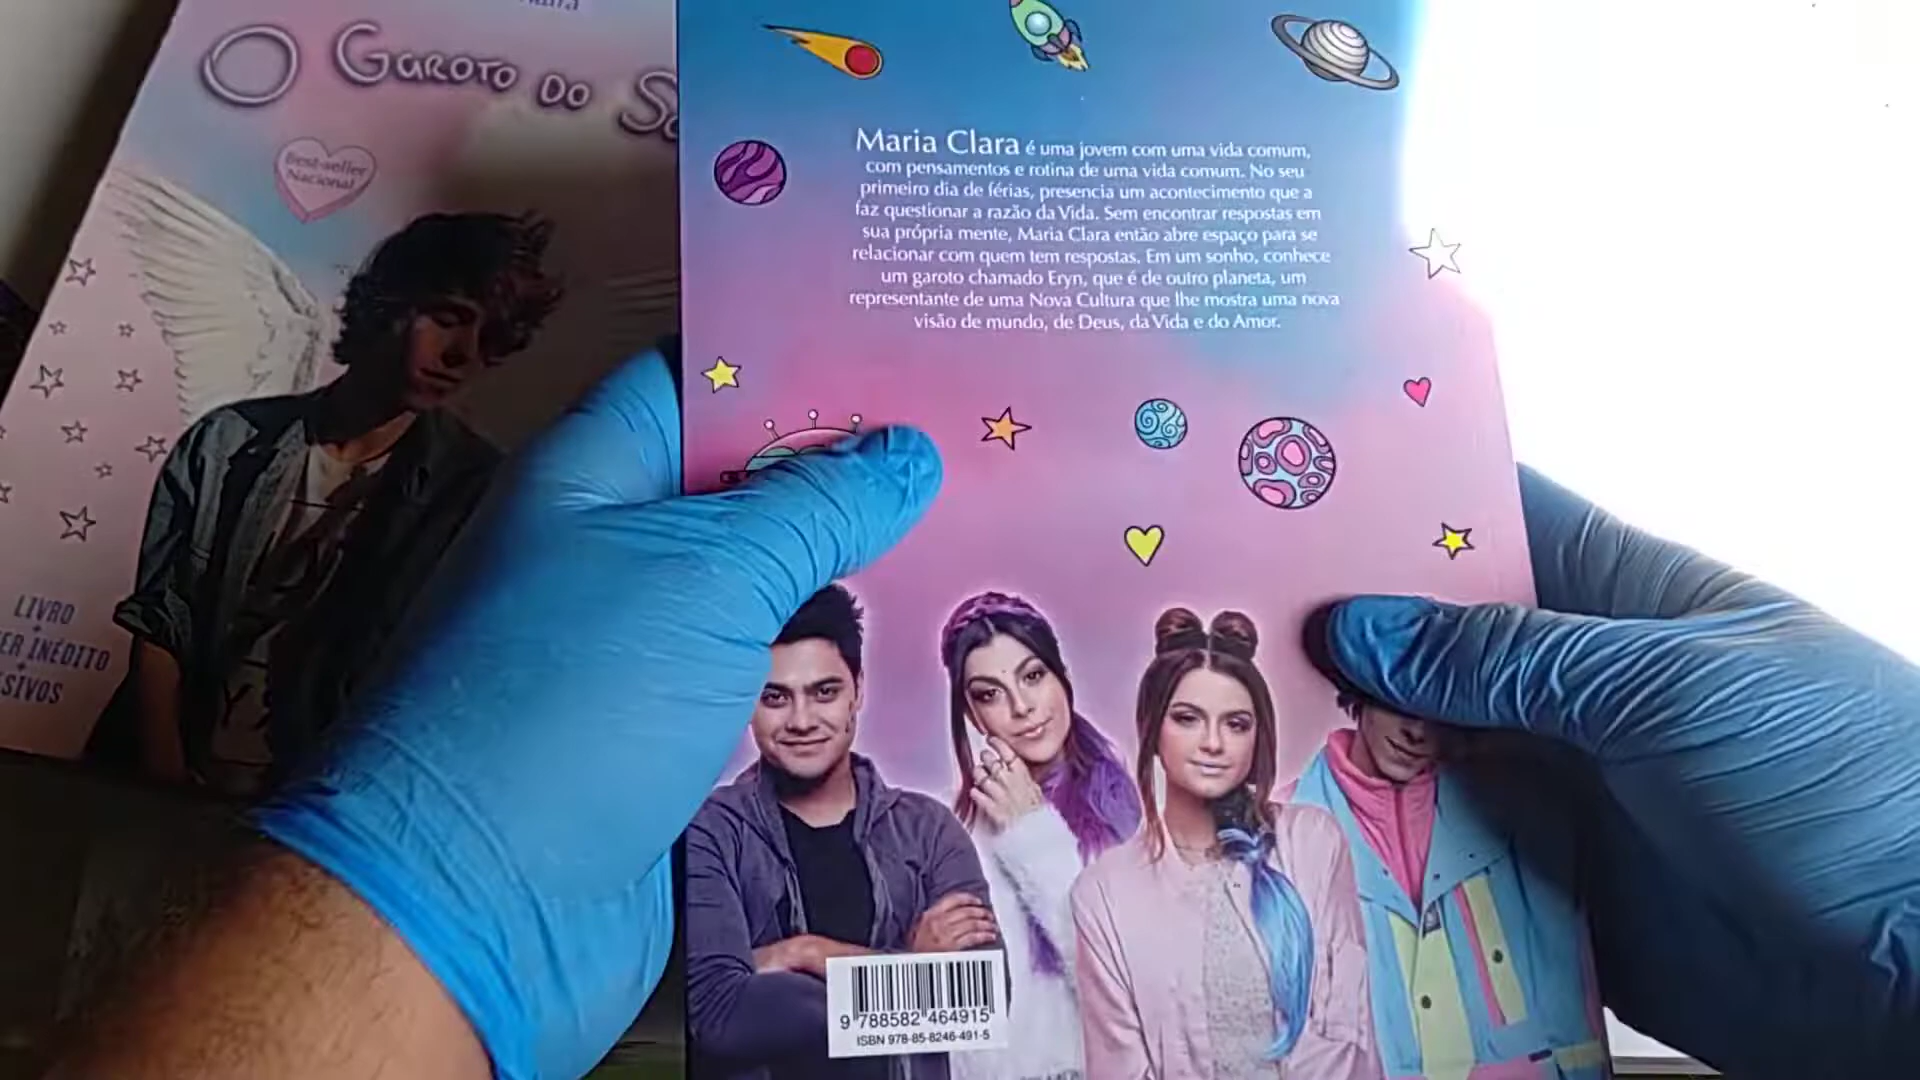 O GAROTO DO
Best-seller
Nacional
LIVRO
+
ER INÉDITO
+
SIVOS
Maria Clara é uma jovem com uma vida comum,
com pensamentos e rotina de uma vida comum. No seu
primeiro dia de férias, presencia um acontecimento que a
faz questionar a razão da Vida. Sem encontrar respostas em
sua própria mente, Maria Clara então abre espaço para se
relacionar com quem tem respostas. Em um sonho, conhece
um garoto chamado Eryn, que é de outro planeta, um
representante de uma Nova Cultura que lhe mostra uma nova
visão de mundo, de Deus, da Vida e do Amor.
9 788582 464915
ISBN 978-85-8246-491-5